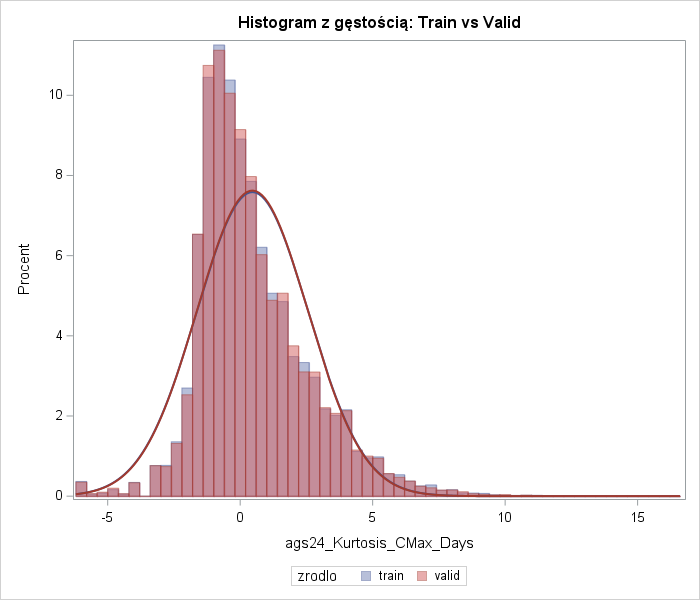 Histogram z gęstością: Train vs Valid
Procent
10
8
6
4
2
0
-5 0 5 10 15
ags24_Kurtosis_CMax_Days
zrodlo train valid